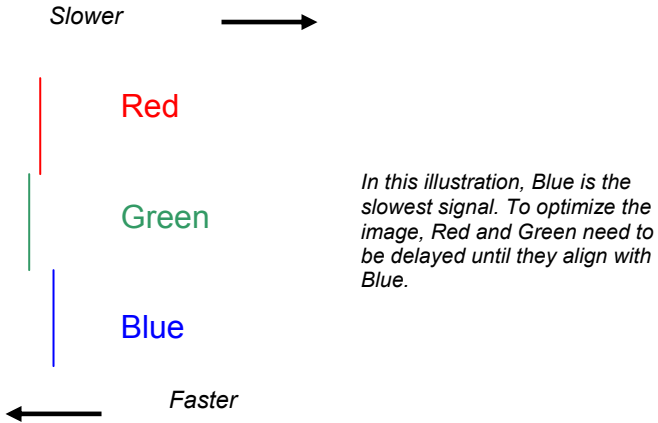 Slower
Red
Green
Blue
In this illustration, Blue is the
slowest signal. To optimize the
image, Red and Green need to
be delayed until they align with
Blue.
Faster